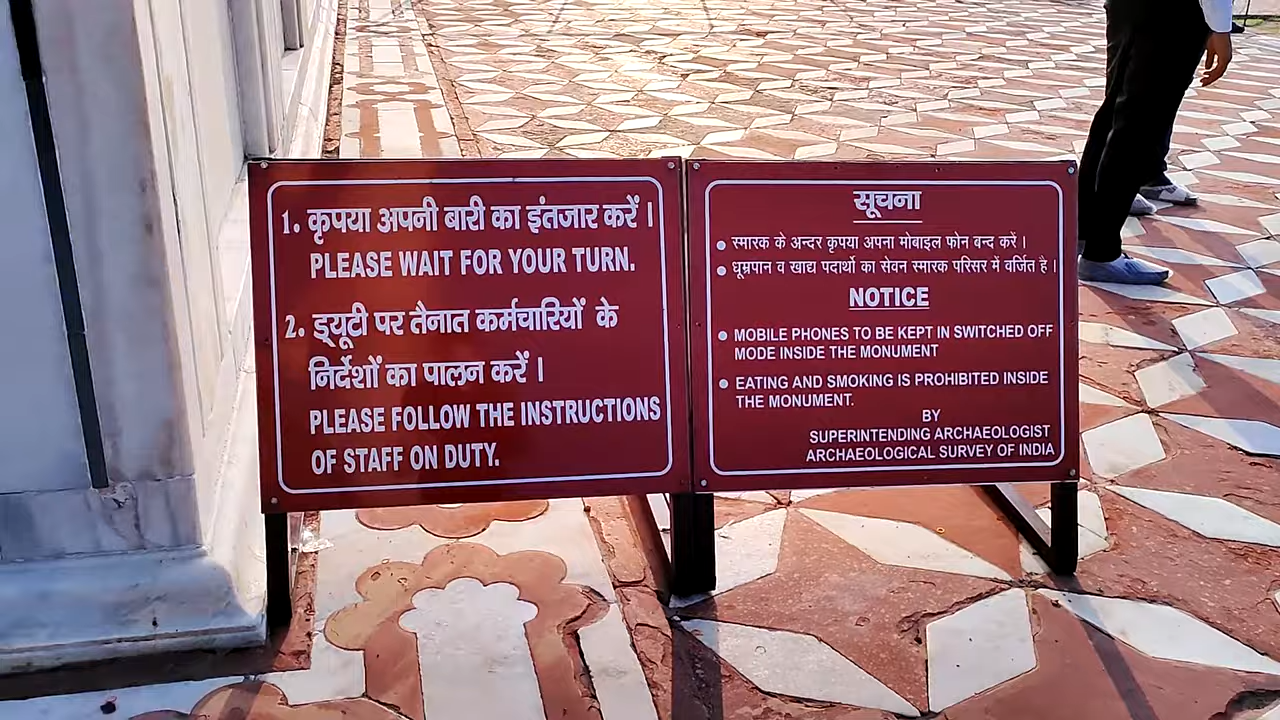 1. कृपया अपनी बारी का इंतजार करें।
PLEASE WAIT FOR YOUR TURN.
2. ड्यूटी पर तैनात कर्मचारियों के
निर्देशों का पालन करें।
PLEASE FOLLOW THE INSTRUCTIONS
OF STAFF ON DUTY.
सूचना
● स्मारक के अन्दर कृपया अपना मोबाइल फोन बन्द करें।
● धूम्रपान व खाद्य पदार्थो का सेवन स्मारक परिसर में वर्जित है।
NOTICE
● MOBILE PHONES TO BE KEPT IN SWITCHED OFF
MODE INSIDE THE MONUMENT
● EATING AND SMOKING IS PROHIBITED INSIDE
THE MONUMENT.
BY
SUPERINTENDING ARCHAEOLOGIST
ARCHAEOLOGICAL SURVEY OF INDIA